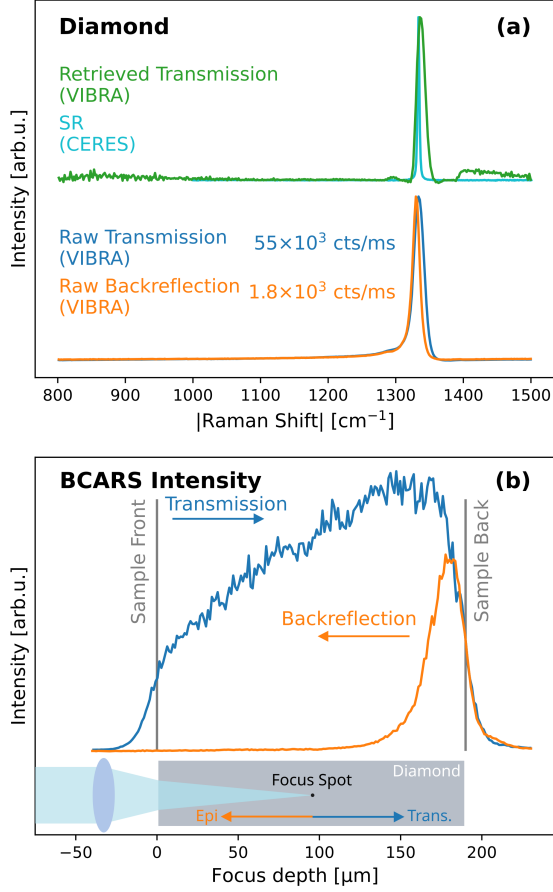 Diamond
(a)
Retrieved Transmission
(VIBRA)
SR
(CERES)
Raw Transmission
(VIBRA)
55×10³ cts/ms
Raw Backreflection
(VIBRA)
1.8×10³ cts/ms
Intensity [arb.u.]
800 900 1000 1100 1200 1300 1400 1500
|Raman Shift| [cm⁻¹]
BCARS Intensity
(b)
Transmission
Sample Front
Sample Back
Backreflection
Intensity [arb.u.]
Diamond
Focus Spot
Epi
Trans.
−50 0 50 100 150 200
Focus depth [µm]